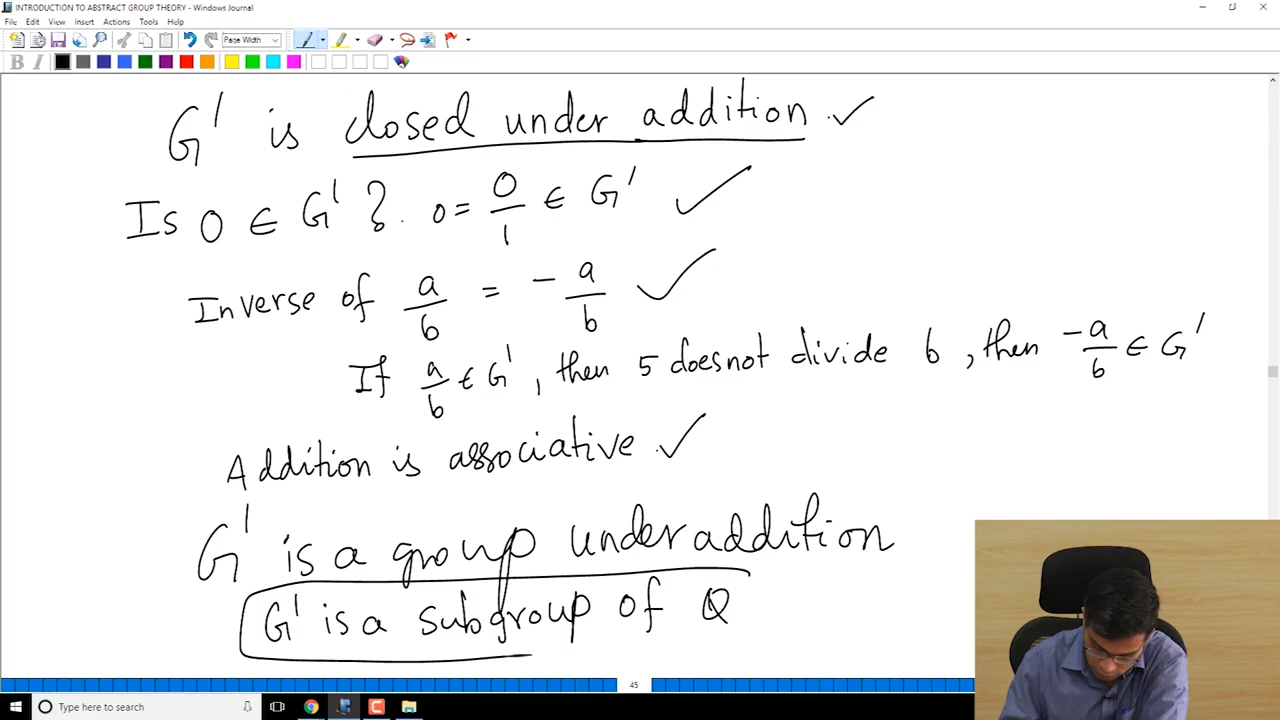 INTRODUCTION TO ABSTRACT GROUP THEORY - Windows Journal
File Edit View Insert Actions Tools Help
Page Width
B I
G' is closed under addition. ✓
Is 0 ∈ G' ? . 0 = 0/1 ∈ G' ✓
Inverse of a/b = - a/b ✓
If a/b ∈ G', then 5 does not divide b, then -a/b ∈ G'
Addition is associative. ✓
G' is a group under addition
G' is a subgroup of Q
45
Type here to search